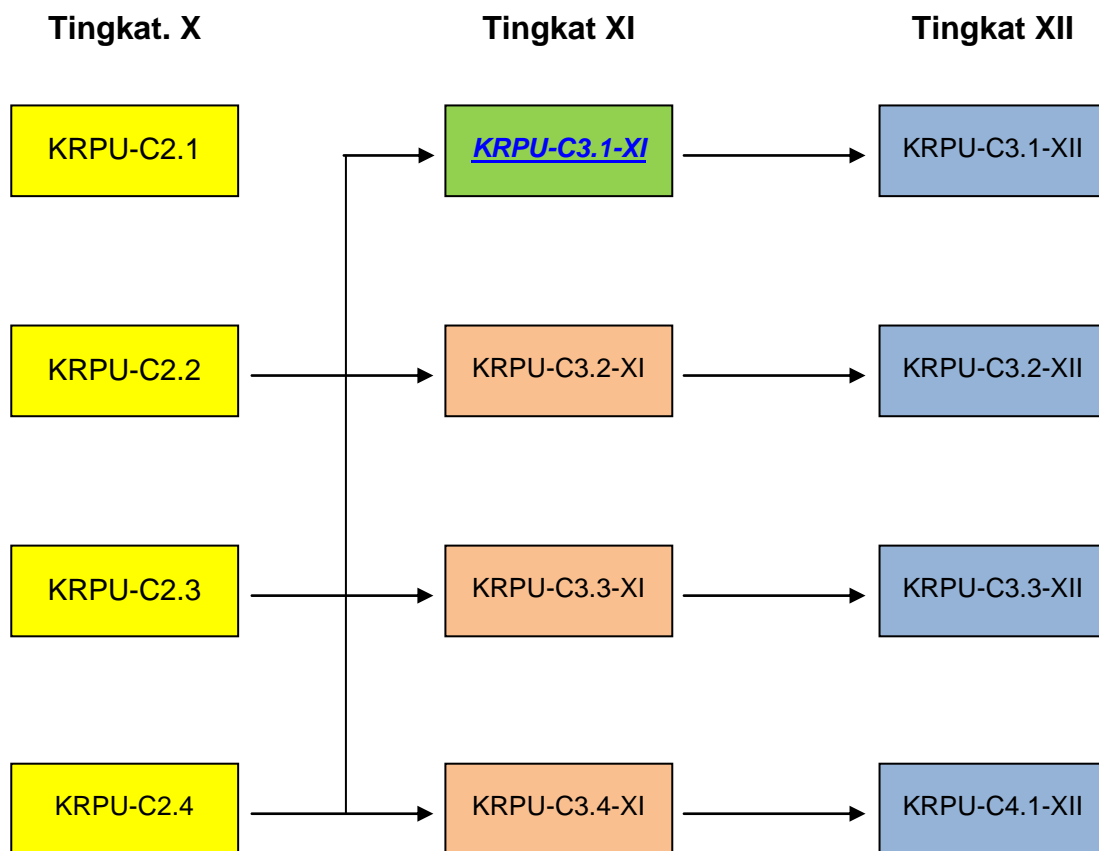 Tingkat. X
Tingkat XI
Tingkat XII
KRPU-C2.1
KRPU-C3.1-XI
KRPU-C3.1-XII
KRPU-C2.2
KRPU-C3.2-XI
KRPU-C3.2-XII
KRPU-C2.3
KRPU-C3.3-XI
KRPU-C3.3-XII
KRPU-C2.4
KRPU-C3.4-XI
KRPU-C4.1-XII